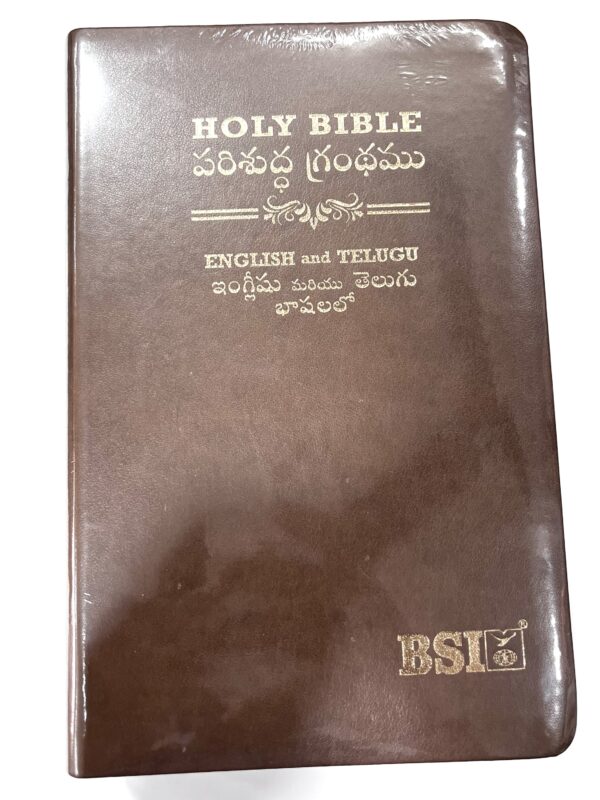 HOLY BIBLE
పరిశుద్ధ గ్రంథము
ENGLISH and TELUGU
ఇంగ్లీషు మరియు తెలుగు
భాషలలో
BSI®